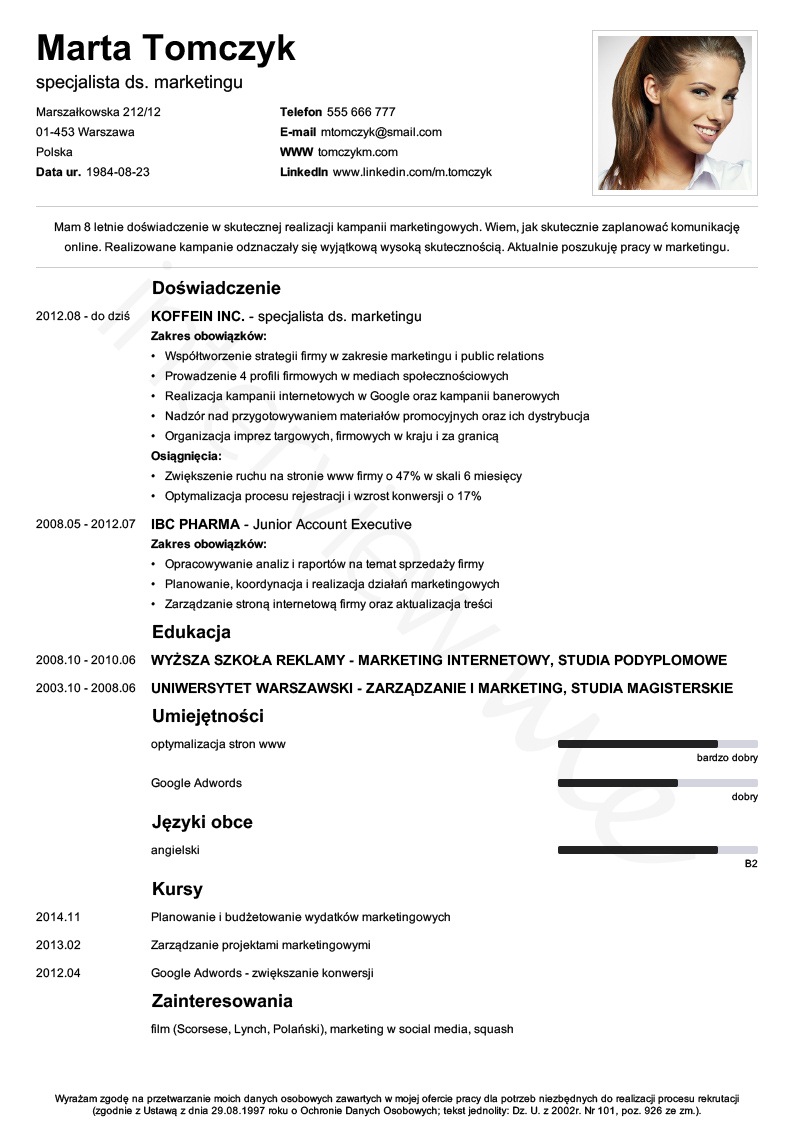 Marta Tomczyk
specjalista ds. marketingu
Marszałkowska 212/12
01-453 Warszawa
Polska
Data ur. 1984-08-23
Telefon 555 666 777
E-mail mtomczyk@smail.com
WWW tomczykm.com
LinkedIn www.linkedin.com/m.tomczyk
Mam 8 letnie doświadczenie w skutecznej realizacji kampanii marketingowych. Wiem, jak skutecznie zaplanować komunikację
online. Realizowane kampanie odznaczały się wyjątkową wysoką skutecznością. Aktualnie poszukuję pracy w marketingu.
Doświadczenie
2012.08 - do dziś KOFFEIN INC. - specjalista ds. marketingu
Zakres obowiązków:
• Współtworzenie strategii firmy w zakresie marketingu i public relations
• Prowadzenie 4 profili firmowych w mediach społecznościowych
• Realizacja kampanii internetowych w Google oraz kampanii banerowych
• Nadzór nad przygotowywaniem materiałów promocyjnych oraz ich dystrybucja
• Organizacja imprez targowych, firmowych w kraju i za granicą
Osiągnięcia:
• Zwiększenie ruchu na stronie www firmy o 47% w skali 6 miesięcy
• Optymalizacja procesu rejestracji i wzrost konwersji o 17%
2008.05 - 2012.07 IBC PHARMA - Junior Account Executive
Zakres obowiązków:
• Opracowywanie analiz i raportów na temat sprzedaży firmy
• Planowanie, koordynacja i realizacja działań marketingowych
• Zarządzanie stroną internetową firmy oraz aktualizacja treści
Edukacja
2008.10 - 2010.06 WYŻSZA SZKOŁA REKLAMY - MARKETING INTERNETOWY, STUDIA PODYPLOMOWE
2003.10 - 2008.06 UNIWERSYTET WARSZAWSKI - ZARZĄDZANIE I MARKETING, STUDIA MAGISTERSKIE
Umiejętności
optymalizacja stron www
bardzo dobry
Google Adwords
dobry
Języki obce
angielski
B2
Kursy
2014.11 Planowanie i budżetowanie wydatków marketingowych
2013.02 Zarządzanie projektami marketingowymi
2012.04 Google Adwords - zwiększanie konwersji
Zainteresowania
film (Scorsese, Lynch, Polański), marketing w social media, squash
Wyrażam zgodę na przetwarzanie moich danych osobowych zawartych w mojej ofercie pracy dla potrzeb niezbędnych do realizacji procesu rekrutacji
(zgodnie z Ustawą z dnia 29.08.1997 roku o Ochronie Danych Osobowych; tekst jednolity: Dz. U. z 2002r. Nr 101, poz. 926 ze zm.).
interview me